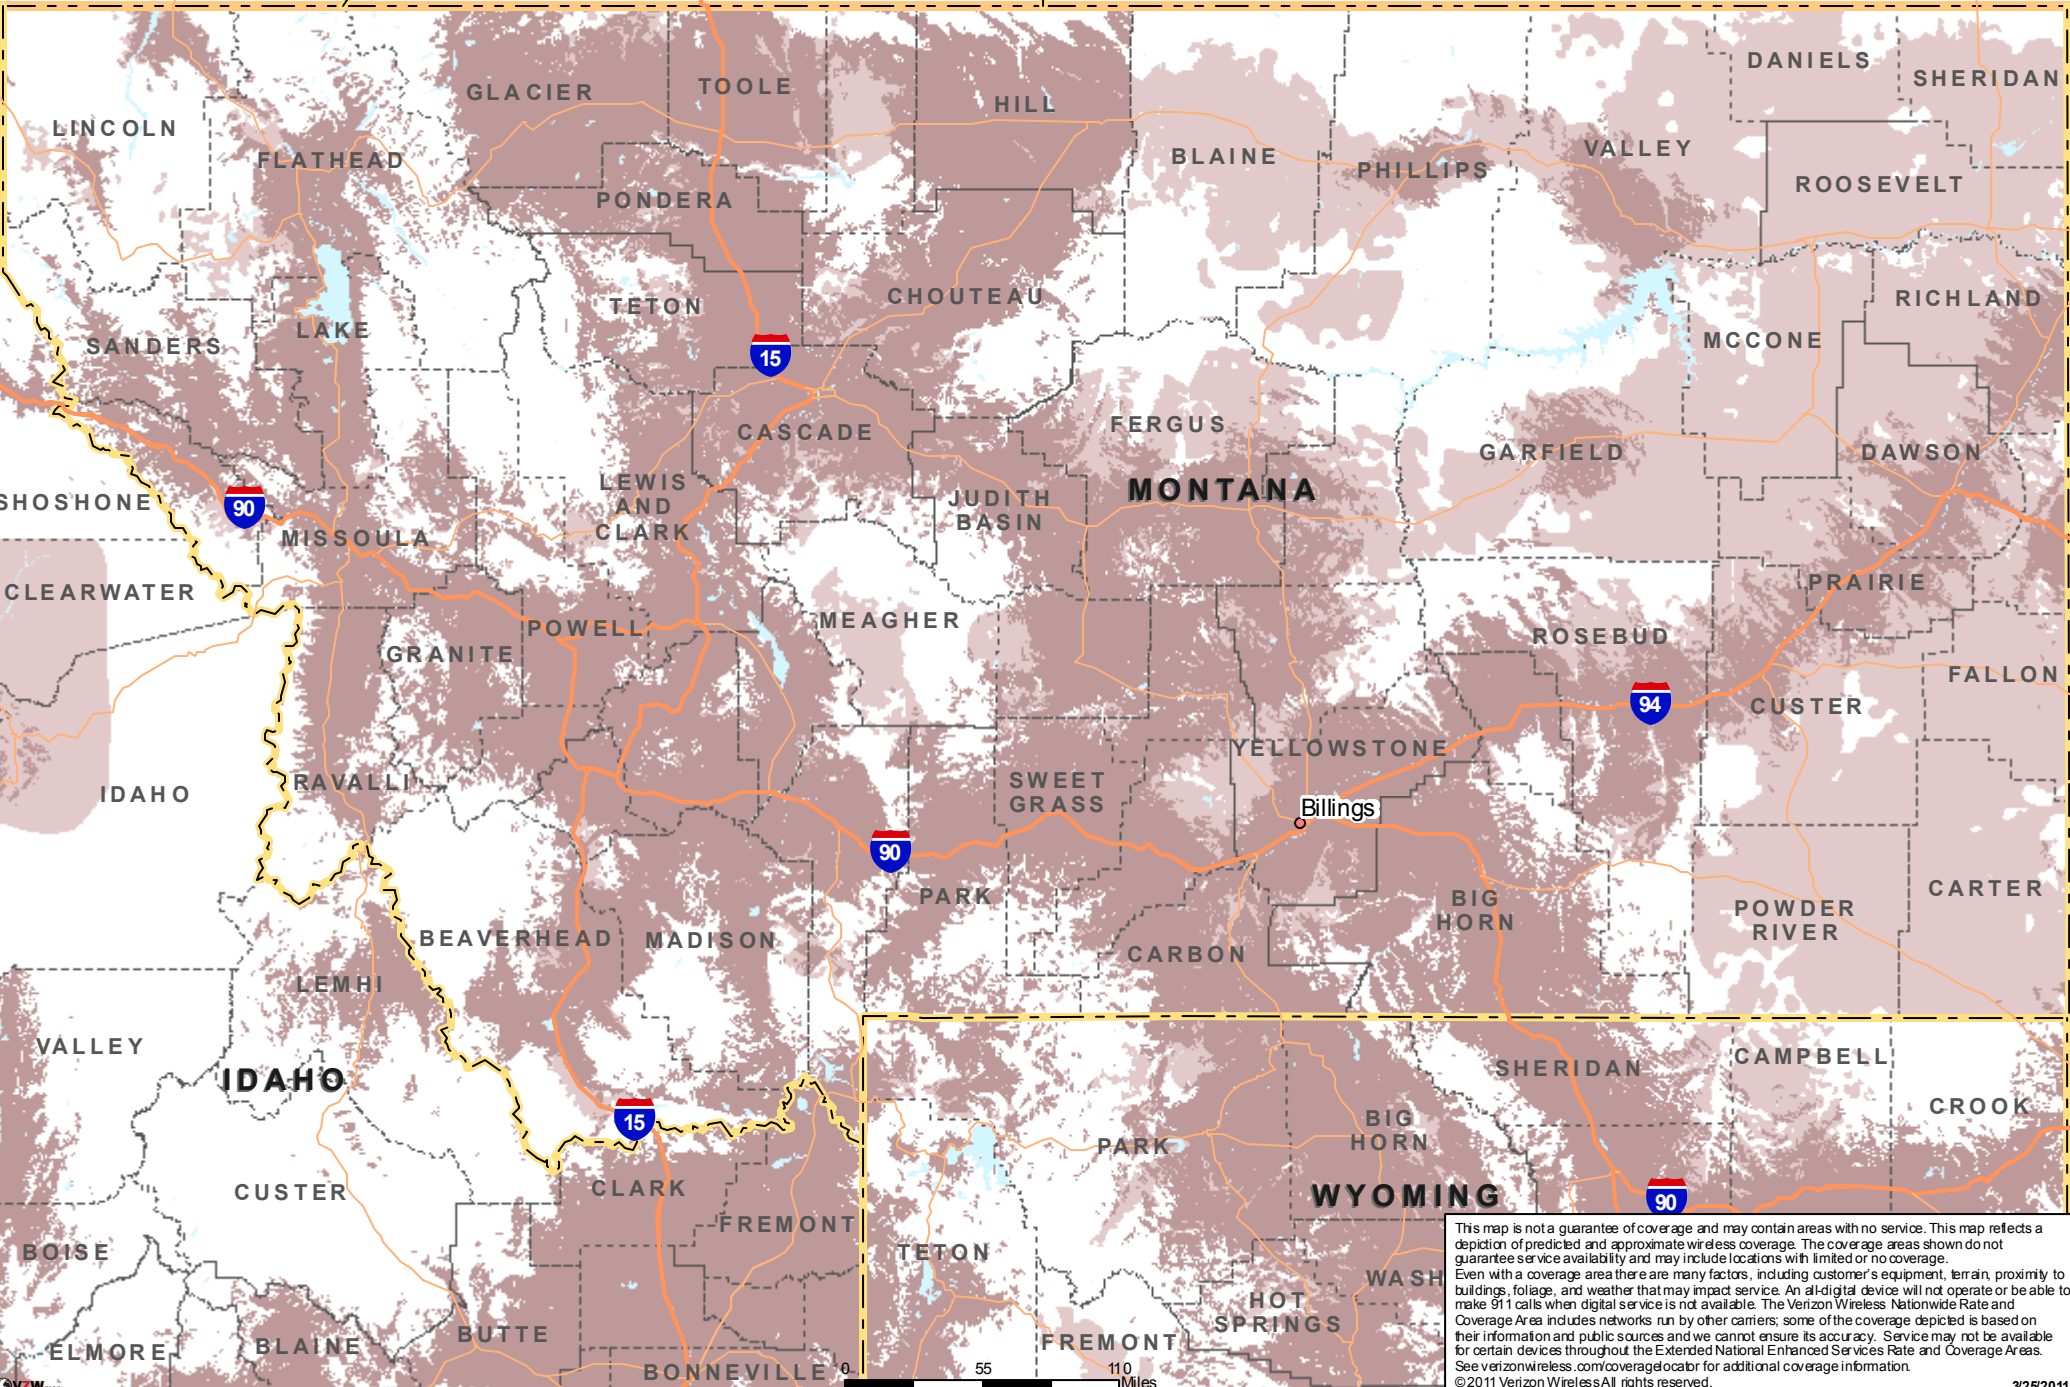 DANIELS
SHERIDAN
GLACIER
TOOLE
HILL
LINCOLN
FLATHEAD
BLAINE
PHILLIPS
VALLEY
ROOSEVELT
PONDERA
TETON
CHOUTEAU
RICHLAND
LAKE
SANDERS
MCCONE
15
CASCADE
FERGUS
GARFIELD
DAWSON
LEWIS
AND
CLARK
JUDITH
BASIN
MONTANA
SHOSHONE
90
MISSOULA
CLEARWATER
MEAGHER
PRAIRIE
POWELL
ROSEBUD
GRANITE
FALLON
94
CUSTER
YELLOWSTONE
RAVALLI
IDAHO
SWEET
GRASS
Billings
90
PARK
BIG
HORN
CARTER
POWDER
RIVER
BEAVERHEAD
MADISON
CARBON
LEMHI
VALLEY
IDAHO
SHERIDAN
CAMPBELL
CROOK
15
BIG
HORN
PARK
CUSTER
CLARK
WYOMING
90
FREMONT
BOISE
TETON
WASH
HOT
SPRINGS
BUTTE
BLAINE
ELMORE
FREMONT
BONNEVILLE
0 55 110
Miles
This map is not a guarantee of coverage and may contain areas with no service. This map reflects a
depiction of predicted and approximate wireless coverage. The coverage areas shown do not
guarantee service availability and may include locations with limited or no coverage.
Even with a coverage area there are many factors, including customer's equipment, terrain, proximity to
buildings, foliage, and weather that may impact service. An all-digital device will not operate or be able to
make 911 calls when digital service is not available. The Verizon Wireless Nationwide Rate and
Coverage Area includes networks run by other carriers; some of the coverage depicted is based on
their information and public sources and we cannot ensure its accuracy. Service may not be available
for certain devices throughout the Extended National Enhanced Services Rate and Coverage Areas.
See verizonwireless.com/coveragelocator for additional coverage information.
©2011 Verizon Wireless All rights reserved.
3/25/2011